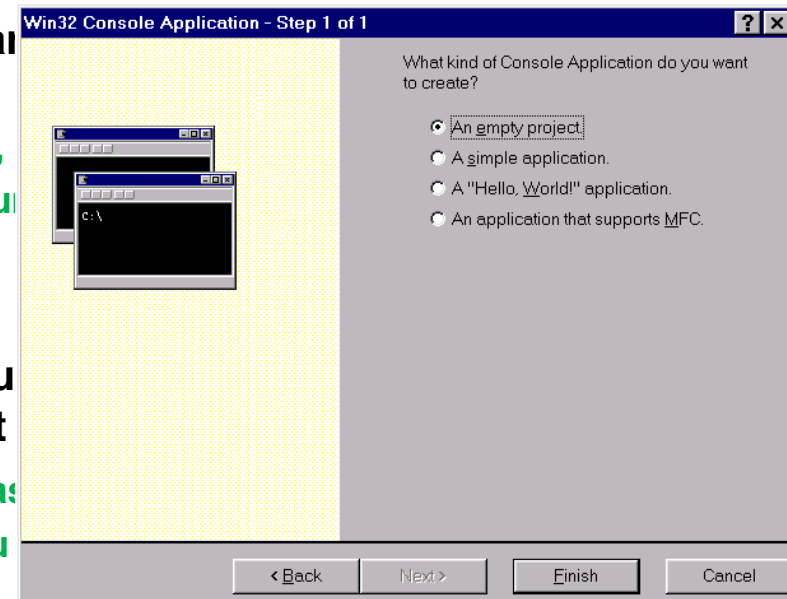 Win32 Console Application - Step 1 of 1
What kind of Console Application do you want
to create?
An empty project.
A simple application.
A "Hello, World!" application.
An application that supports MFC.
C:\
< Back
Next >
Finish
Cancel